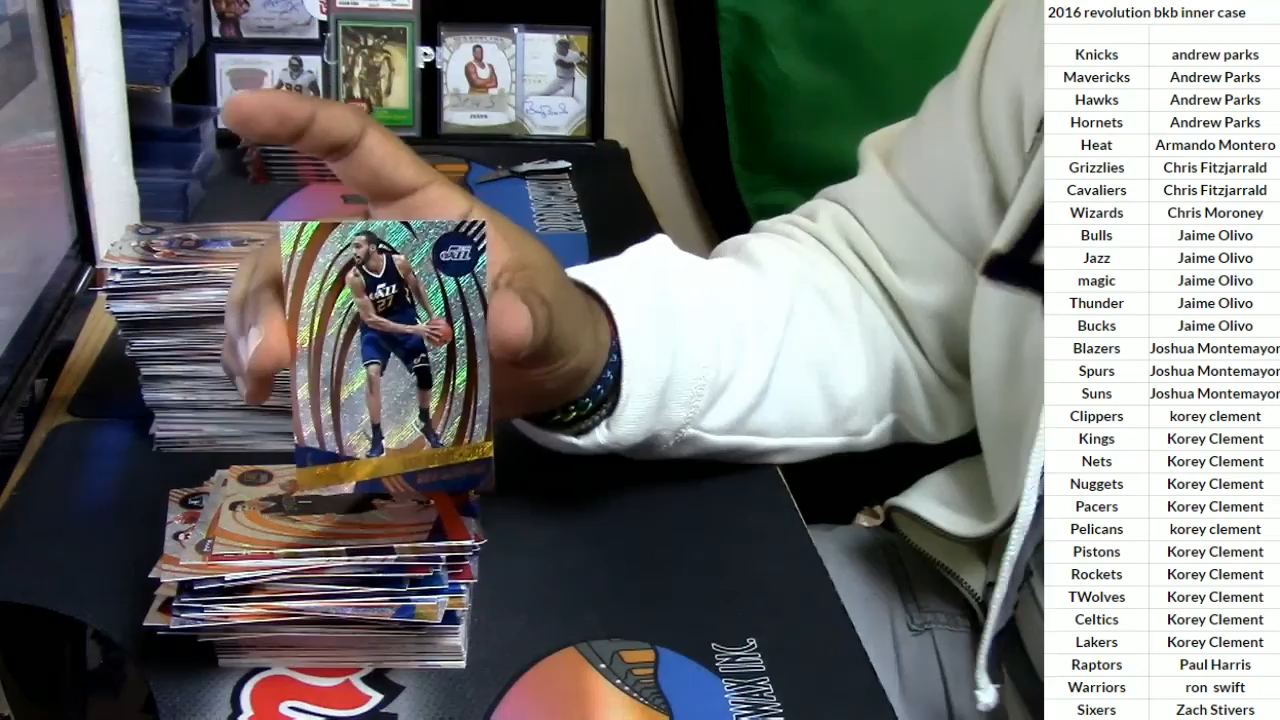 2016 revolution bkb inner case
Knicks andrew parks
Mavericks Andrew Parks
Hawks Andrew Parks
Hornets Andrew Parks
Heat Armando Montero
Grizzlies Chris Fitzjarrald
Cavaliers Chris Fitzjarrald
Wizards Chris Moroney
Bulls Jaime Olivo
Jazz Jaime Olivo
magic Jaime Olivo
Thunder Jaime Olivo
Bucks Jaime Olivo
Blazers Joshua Montemayor
Spurs Joshua Montemayor
Suns Joshua Montemayor
Clippers korey clement
Kings Korey Clement
Nets Korey Clement
Nuggets Korey Clement
Pacers Korey Clement
Pelicans korey clement
Pistons Korey Clement
Rockets Korey Clement
TWolves Korey Clement
Celtics Korey Clement
Lakers Korey Clement
Raptors Paul Harris
Warriors ron swift
Sixers Zach Stivers
JAZZ
27
TWAX INC.